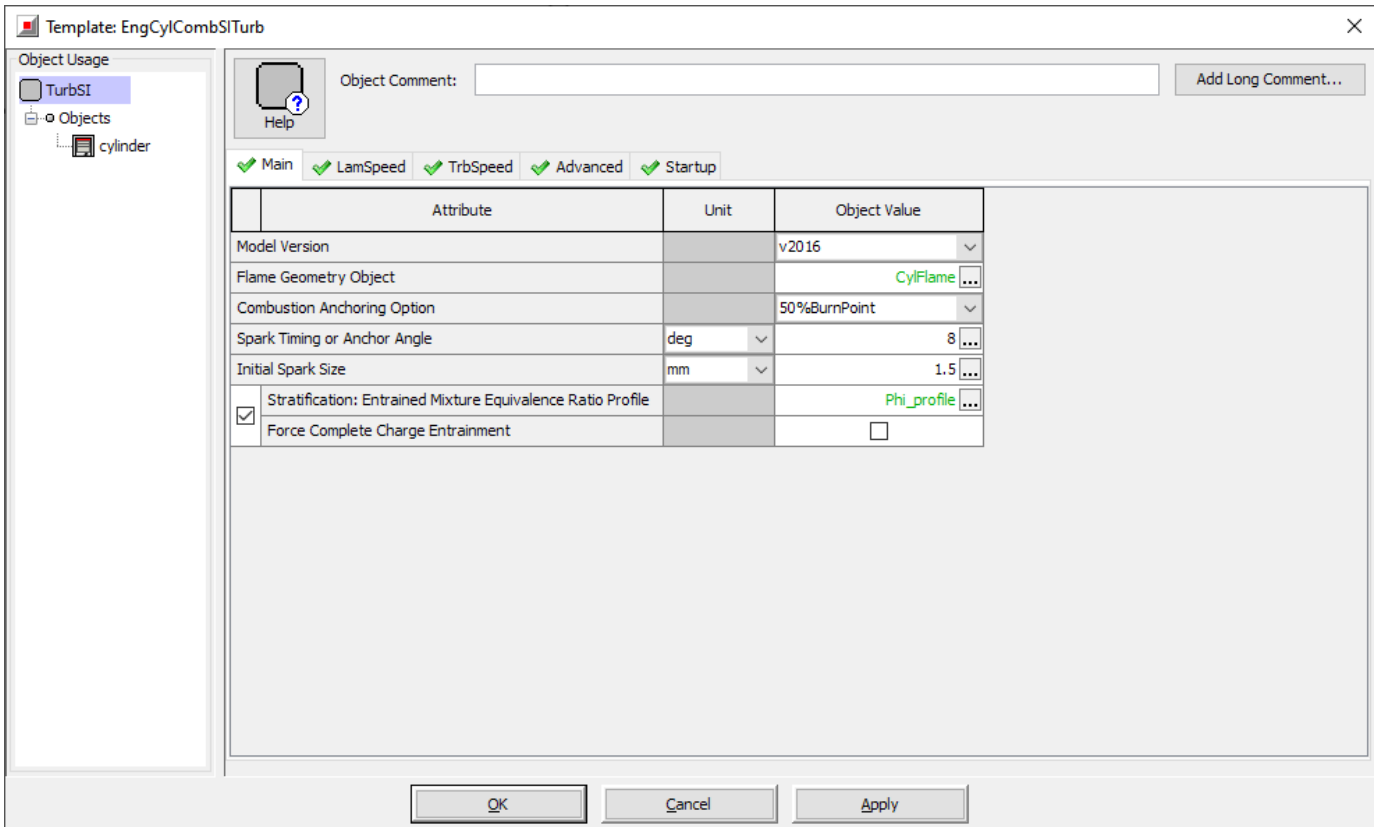 Template: EngCylCombSITurb
Object Usage
TurbSI
Objects
cylinder
Help
Object Comment:
Add Long Comment...
Main LamSpeed TrbSpeed Advanced Startup
Attribute Unit Object Value
Model Version v2016
Flame Geometry Object CylFlame ...
Combustion Anchoring Option 50%BurnPoint
Spark Timing or Anchor Angle deg 8 ...
Initial Spark Size mm 1.5 ...
Stratification: Entrained Mixture Equivalence Ratio Profile Phi_profile ...
Force Complete Charge Entrainment
OK Cancel Apply